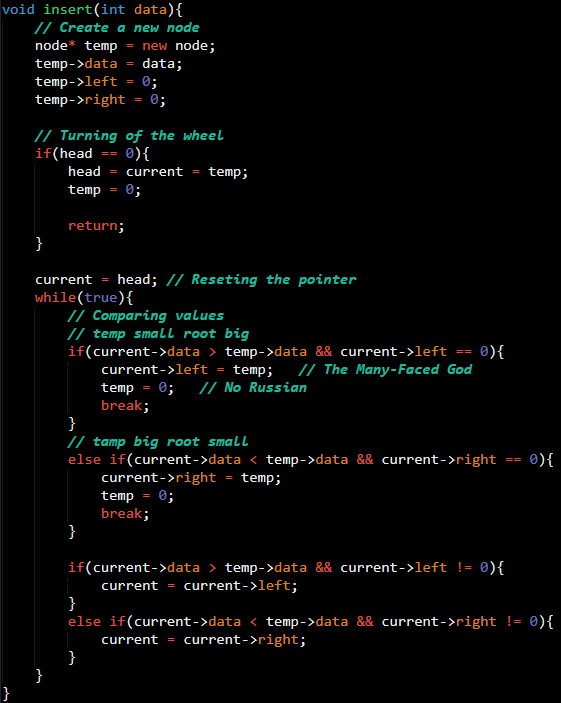 void insert(int data){
    // Create a new node
    node* temp = new node;
    temp->data = data;
    temp->left = 0;
    temp->right = 0;

    // Turning of the wheel
    if(head == 0){
        head = current = temp;
        temp = 0;

        return;
    }

    current = head; // Reseting the pointer
    while(true){
        // Comparing values
        // temp small root big
        if(current->data > temp->data && current->left == 0){
            current->left = temp;   // The Many-Faced God
            temp = 0;   // No Russian
            break;
        }
        // tamp big root small
        else if(current->data < temp->data && current->right == 0){
            current->right = temp;
            temp = 0;
            break;
        }

        if(current->data > temp->data && current->left != 0){
            current = current->left;
        }
        else if(current->data < temp->data && current->right != 0){
            current = current->right;
        }
    }
}